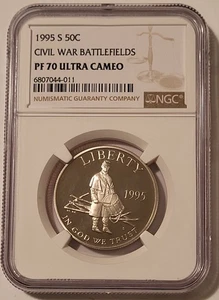 1995 S 50C
CIVIL WAR BATTLEFIELDS
PF 70 ULTRA CAMEO
6807044-011
NUMISMATIC GUARANTY COMPANY
NGC
LIBERTY
1995
IN GOD WE TRUST